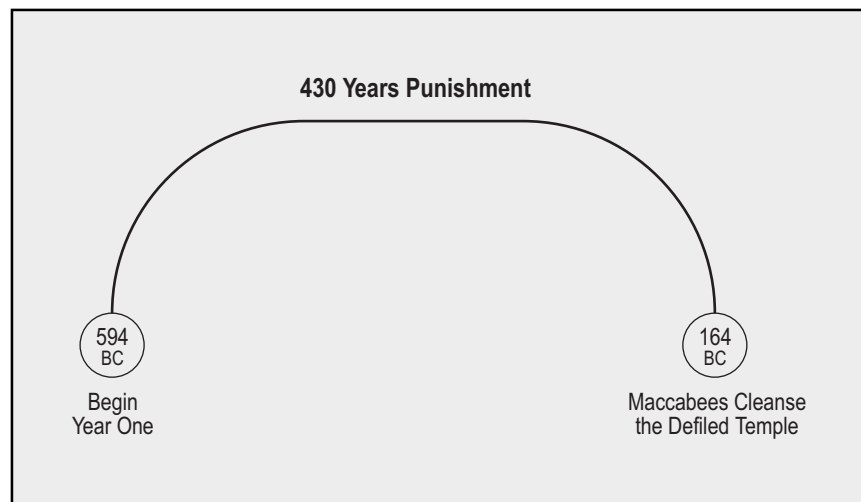 430 Years Punishment
594
BC
Begin
Year One
164
BC
Maccabees Cleanse
the Defiled Temple